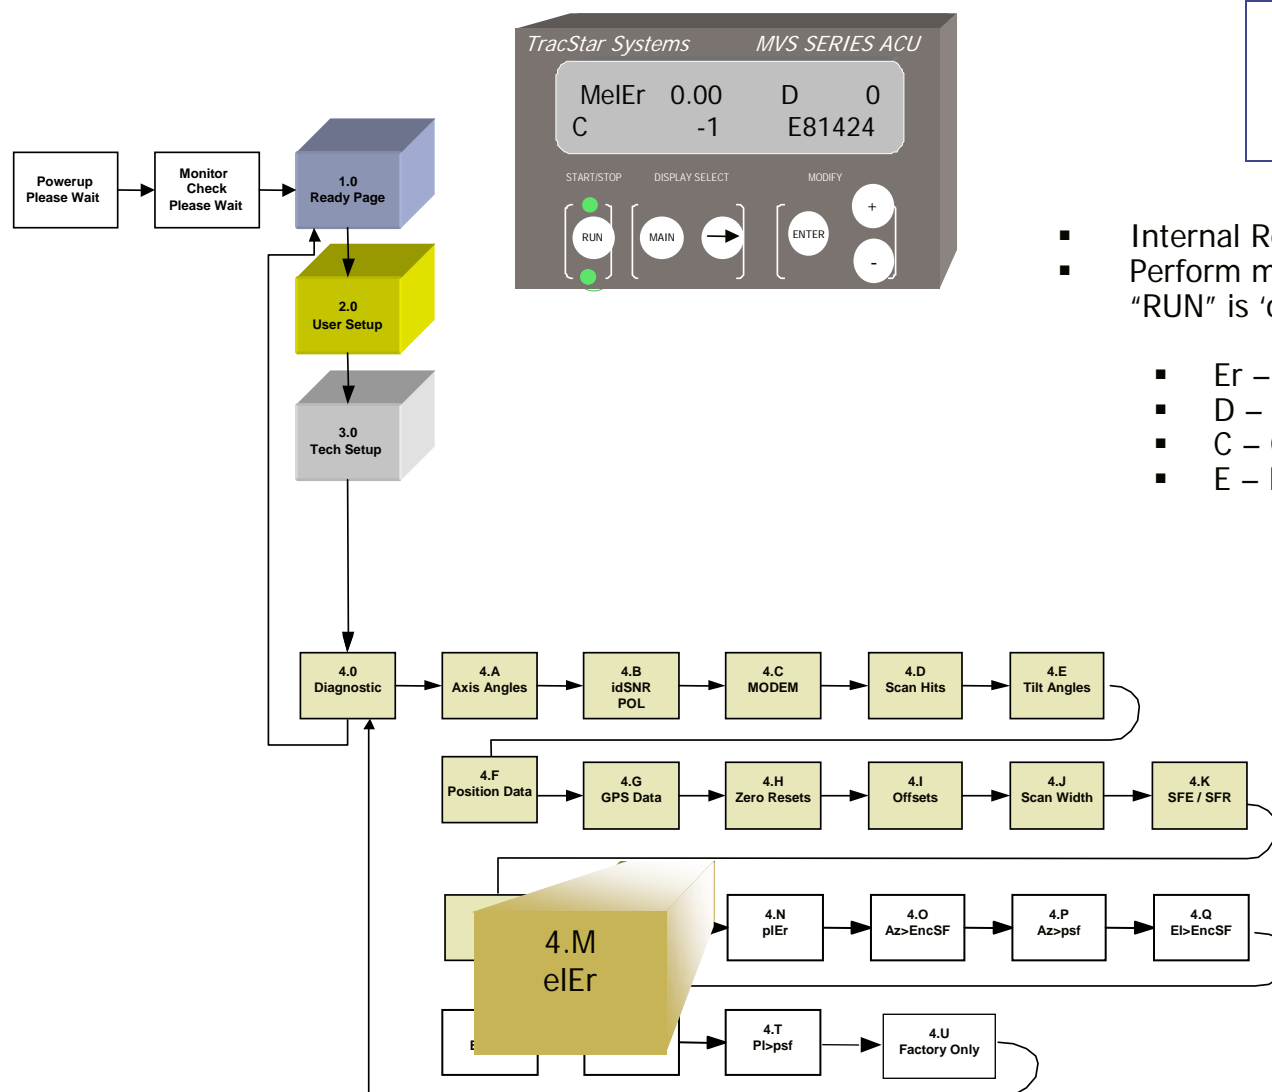 TracStar Systems MVS SERIES ACU
MelEr 0.00 D 0
C -1 E81424
START/STOP DISPLAY SELECT MODIFY
RUN MAIN ENTER + -
Powerup
Please Wait
Monitor
Check
Please Wait
1.0
Ready Page
2.0
User Setup
3.0
Tech Setup
▪ Internal
▪ Perform
“RUN” is
▪ Er –
▪ D –
▪ C –
▪ E –
4.0
Diagnostic
4.A
Axis Angles
4.B
idSNR
POL
4.C
MODEM
4.D
Scan Hits
4.E
Tilt Angles
4.F
Position Data
4.G
GPS Data
4.H
Zero Resets
4.I
Offsets
4.J
Scan Width
4.K
SFE / SFR
4.M
elEr
4.N
plEr
4.O
Az>EncSF
4.P
Az>psf
4.Q
El>EncSF
4.T
Pl>psf
4.U
Factory Only